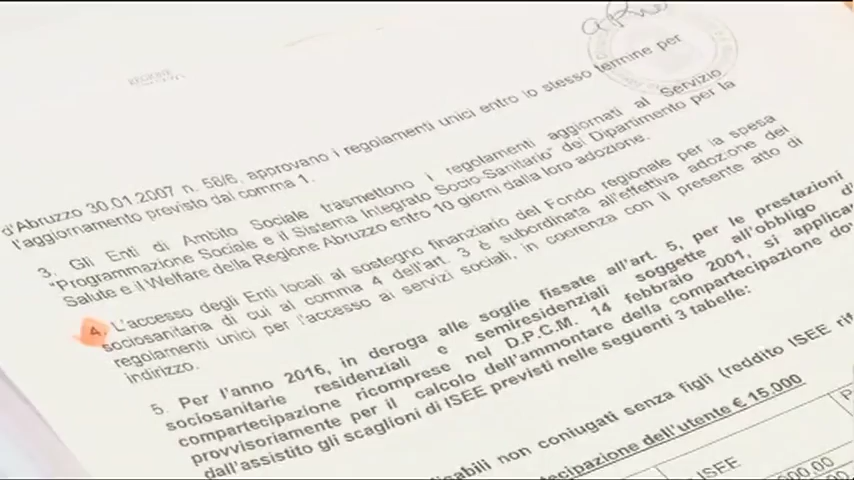 REGIONE
d'Abruzzo 30.01.2007 n. 58/6, approvano i regolamenti unici entro lo stesso termine per
l'aggiornamento previsto dal comma 1.
3. Gli Enti di Ambito Sociale trasmettono i regolamenti aggiornati al Servizio
"Programmazione Sociale e il Sistema Integrato Socio-Sanitario" del Dipartimento per la
Salute e il Welfare della Regione Abruzzo entro 10 giorni dalla loro adozione.
4. L'accesso degli Enti locali al sostegno finanziario del Fondo regionale per la spesa
sociosanitaria di cui al comma 4 dell'art. 3 è subordinata all'effettiva adozione dei
regolamenti unici per l'accesso ai servizi sociali, in coerenza con il presente atto di
indirizzo.
5. Per l'anno 2016, in deroga alle soglie fissate all'art. 5, per le prestazioni
sociosanitarie residenziali e semiresidenziali soggette all'obbligo di
compartecipazione ricomprese nel D.P.C.M. 14 febbraio 2001, si applican
provvisoriamente per il calcolo dell'ammontare della compartecipazione do
dall'assistito gli scaglioni di ISEE previsti nelle seguenti 3 tabelle:
disabili non coniugati senza figli (reddito ISEE rife
tecipazione dell'utente € 15.000
ISEE
000,00